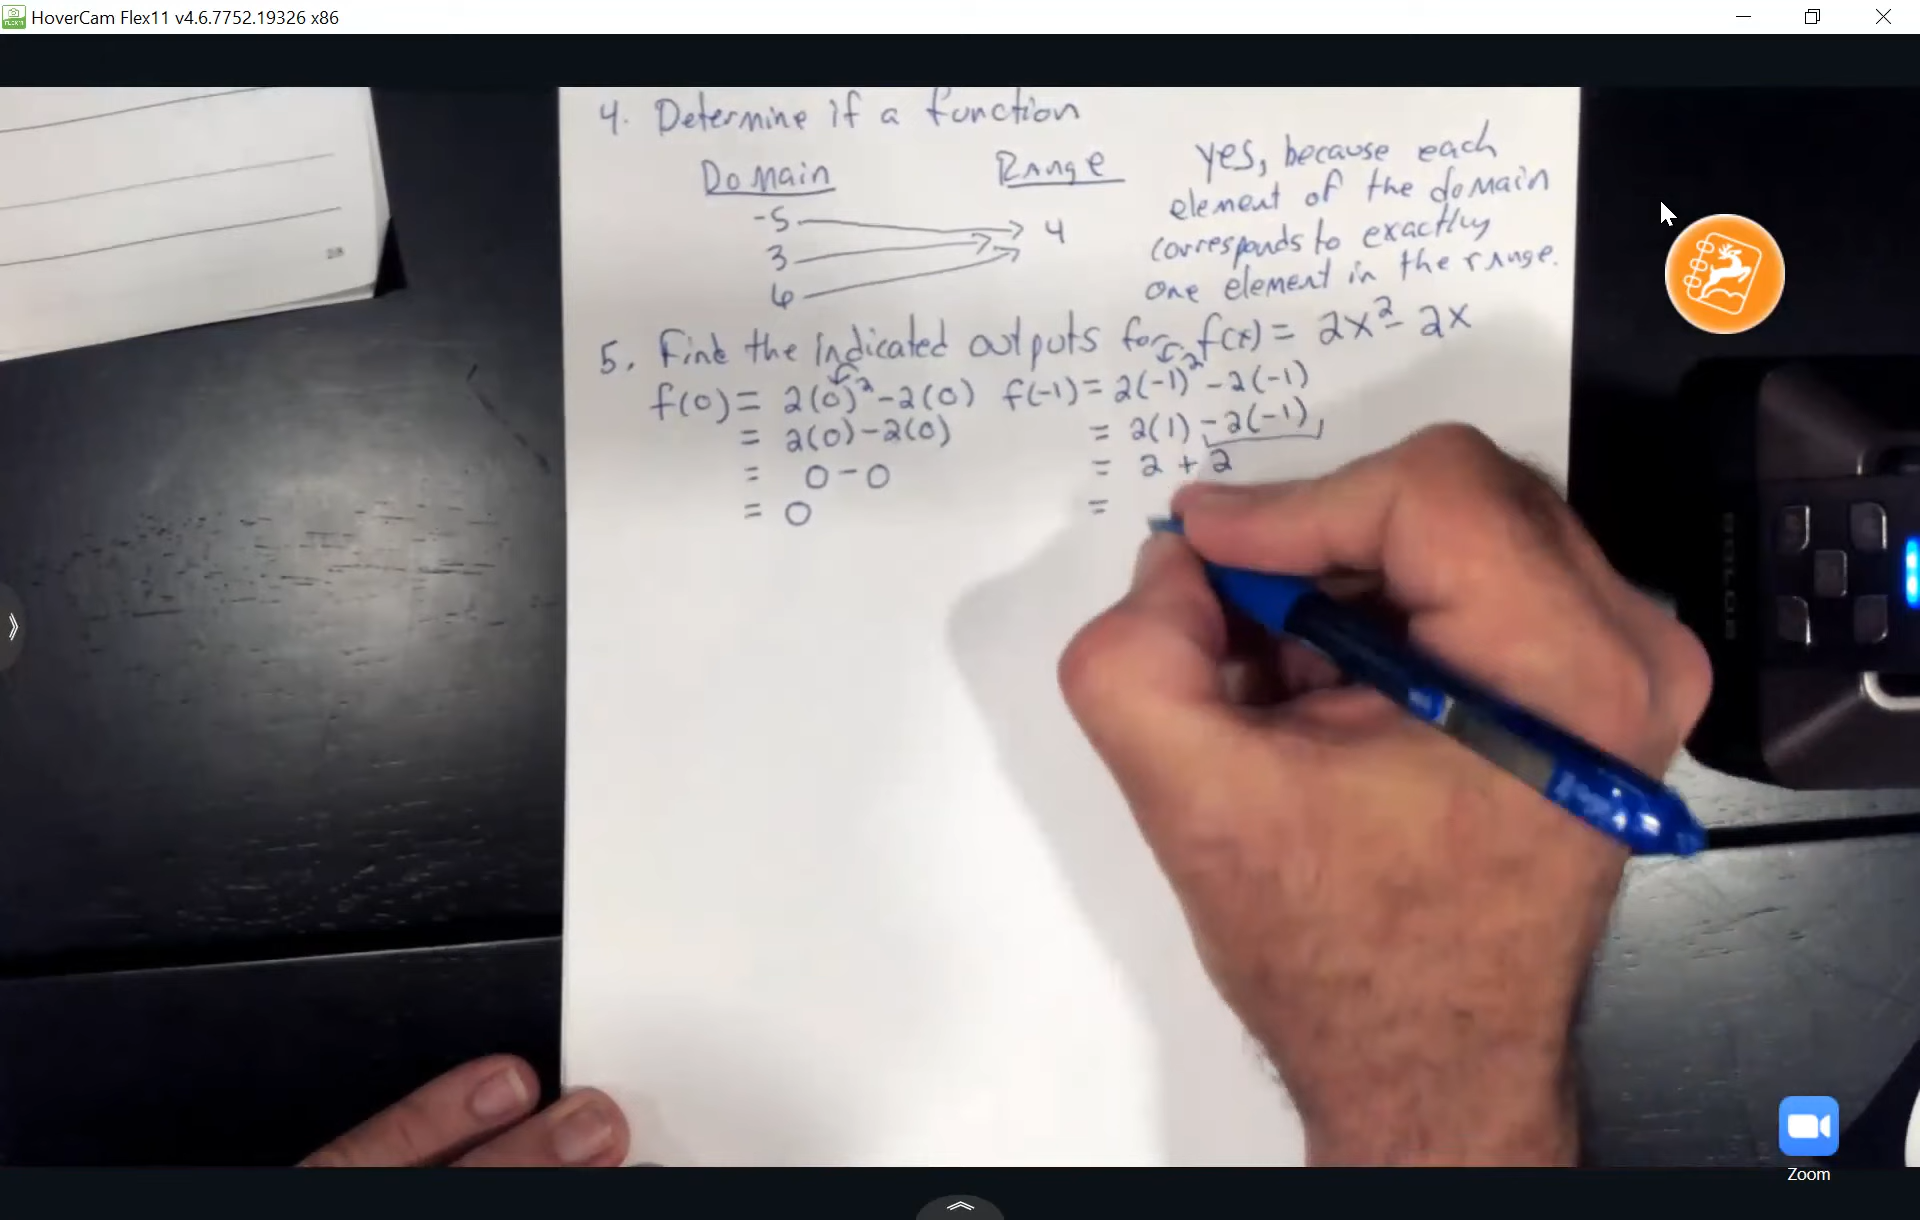 HoverCam Flex11 v4.6.7752.19326 x86
4. Determine if a function
Domain Range
-5 4
3
6
yes, because each
element of the domain
corresponds to exactly
one element in the range.
5. Find the indicated outputs for f(x) = 2x² - 2x
f(0) = 2(0)² - 2(0) f(-1) = 2(-1)² - 2(-1)
= 2(0) - 2(0) = 2(1) - 2(-1)
= 0 - 0 = 2 + 2
= 0 =
Zoom